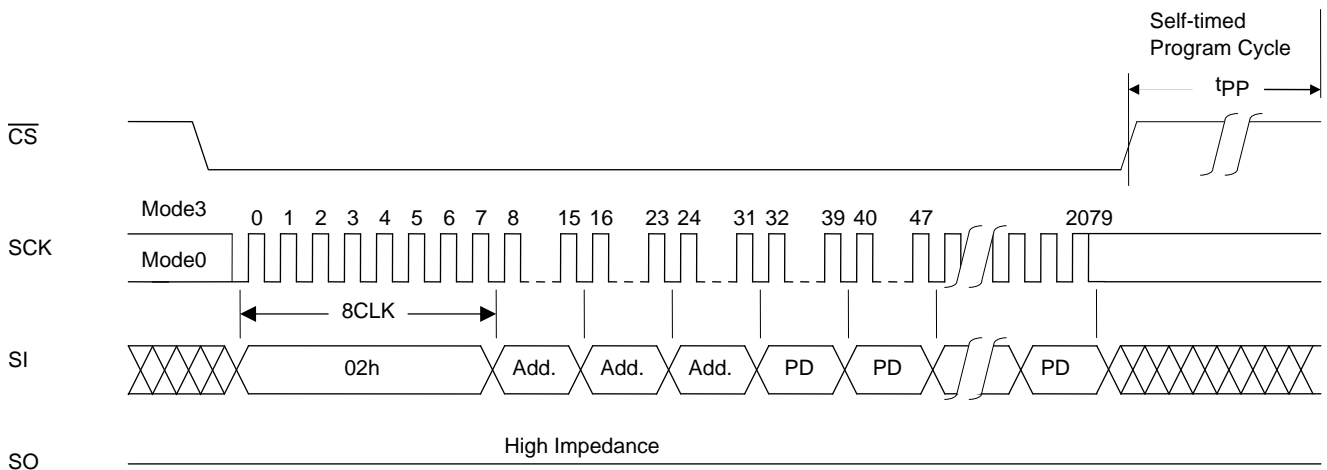 Self-timed
Program Cycle
tPP
CS
Mode3
0 1 2 3 4 5 6 7 8 15 16 23 24 31 32 39 40 47 2079
SCK
Mode0
8CLK
SI
02h Add. Add. Add. PD PD PD
High Impedance
SO